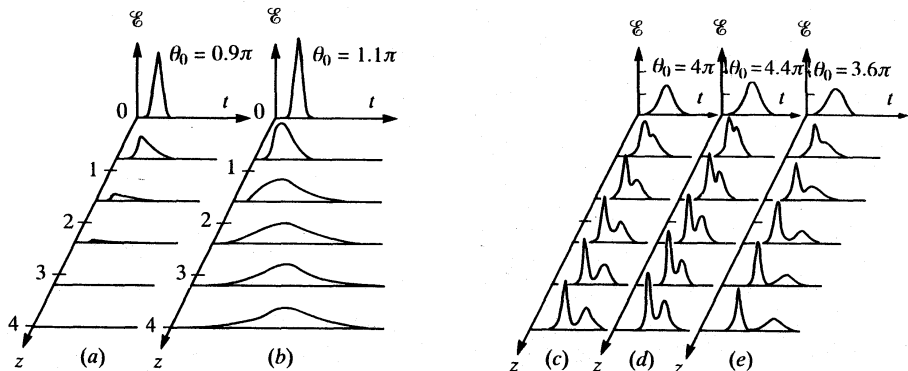 ℰ ℰ ℰ ℰ ℰ
θ₀ = 0.9π θ₀ = 1.1π θ₀ = 4π θ₀ = 4.4π θ₀ = 3.6π
t t t t t
0 0
1 1
2 2
3 3
4 4
z (a) z (b) z (c) z (d) z (e)